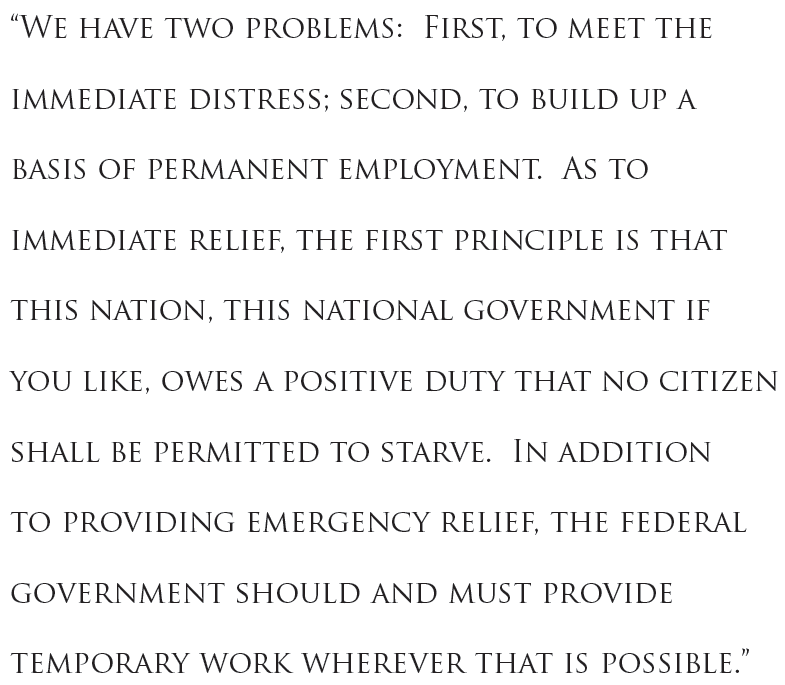 “We have two problems:  First, to meet the
immediate distress; second, to build up a
basis of permanent employment.  As to
immediate relief, the first principle is that
this nation, this national government if
you like, owes a positive duty that no citizen
shall be permitted to starve.  In addition
to providing emergency relief, the federal
government should and must provide
temporary work wherever that is possible.”